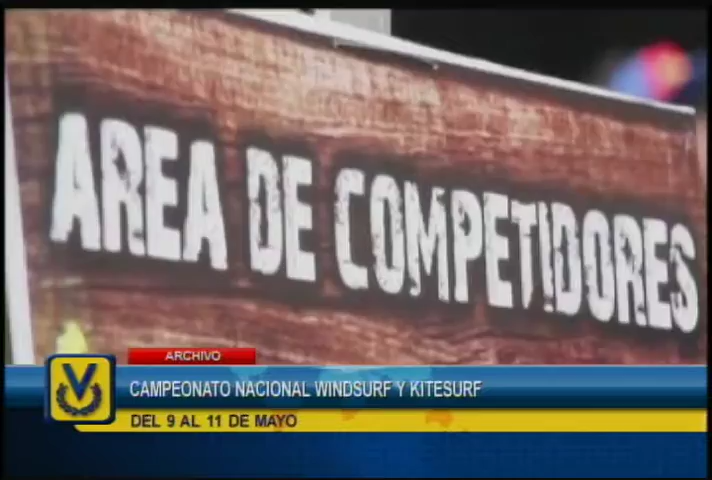 AREA DE COMPETIDORES
ARCHIVO
CAMPEONATO NACIONAL WINDSURF Y KITESURF
DEL 9 AL 11 DE MAYO